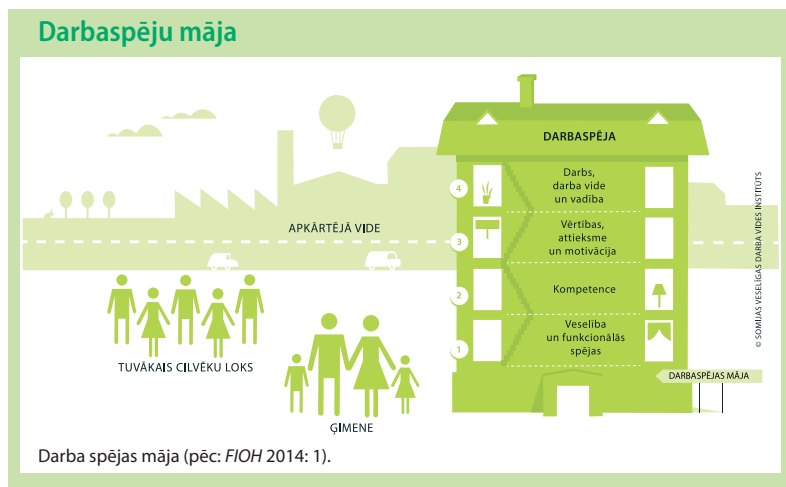 Darbaspēju māja
DARBASPĒJA
4
Darbs,
darba vide
un vadība
APKĀRTĒJĀ VIDE
3
Vērtības,
attieksme
un motivācija
2
Kompetence
1
Veselība
un funkcionālās
spējas
TUVĀKAIS CILVĒKU LOKS
ĢIMENE
DARBASPĒJAS MĀJA
© SOMIJAS VESELĪGAS DARBA VIDES INSTITŪTS
Darba spējas māja (pēc: FIOH 2014: 1).